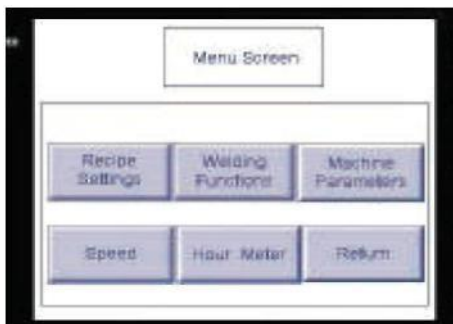 Menu Screen
Recipe
Settings
Welding
Functions
Machine
Parameters
Speed
Hour Meter
Return